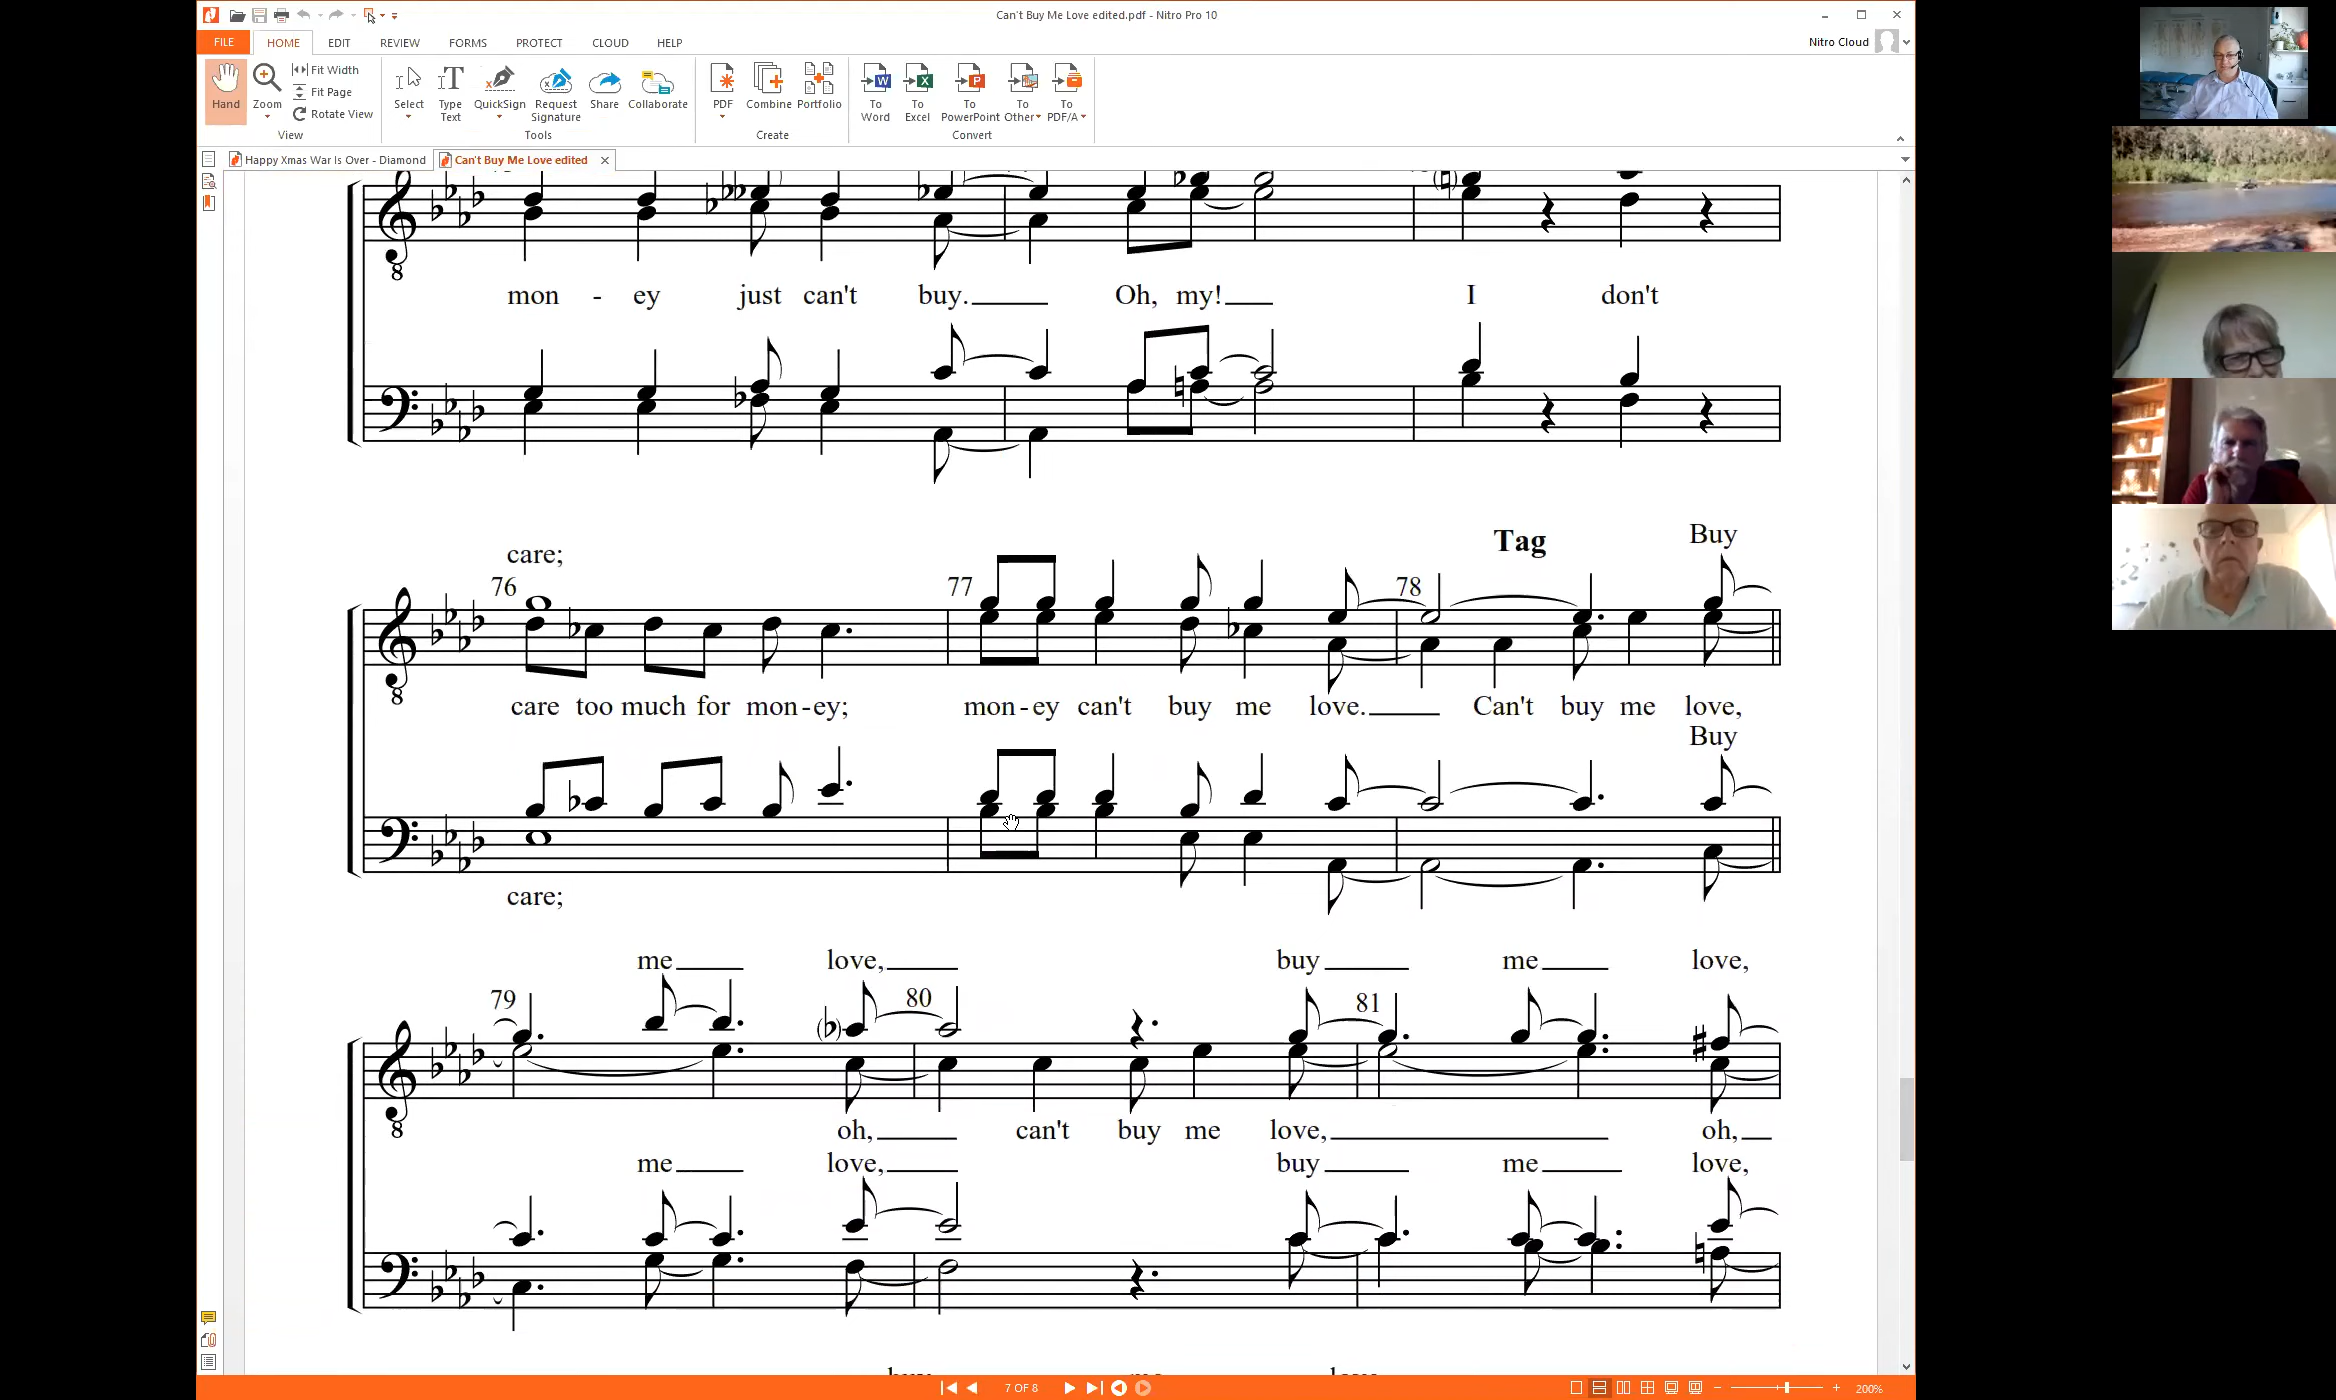 Can't Buy Me Love edited.pdf - Nitro Pro 10
FILE HOME EDIT REVIEW FORMS PROTECT CLOUD HELP
Nitro Cloud
Hand Zoom Fit Width
Fit Page
Rotate View
View
Select Type Text QuickSign Request Signature Share Collaborate
Tools
PDF Combine Portfolio
Create
To Word To Excel To PowerPoint To Other To PDF/A
Convert
Happy Xmas War Is Over - Diamond Can't Buy Me Love edited
8
mon - ey just can't buy. Oh, my! I don't
Tag Buy
care;
76 77 78
8
care too much for mon - ey; mon - ey can't buy me love. Can't buy me love,
Buy
care;
me love, buy me love,
79 80 81
8
oh, can't buy me love, oh,
me love, buy me love,
7 OF 8
200%